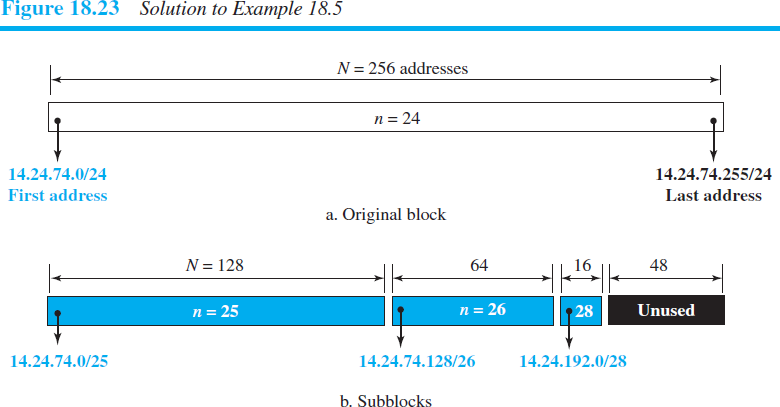 Figure 18.23 Solution to Example 18.5
N = 256 addresses
n = 24
14.24.74.0/24 14.24.74.255/24
First address Last address
a. Original block
N = 128 64 16 48
n = 25 n = 26 28 Unused
14.24.74.0/25 14.24.74.128/26 14.24.192.0/28
b. Subblocks